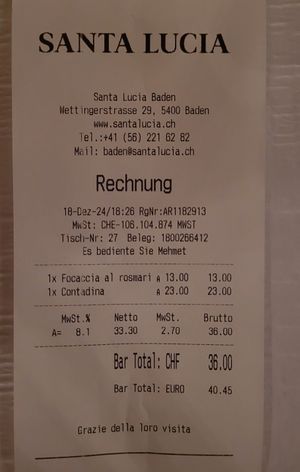 SANTA LUCIA
Santa Lucia Baden
Wettingerstrasse 29, 5400 Baden
www.santalucia.ch
Tel.:+41 (56) 221 62 82
Mail: baden@santalucia.ch
Rechnung
18-Dez-24/18:26 RgNr:AR1182913
MwSt: CHE-106.104.874 MWST
Tisch-Nr: 27 Beleg: 1800266412
Es bediente Sie Mehmet
1x Focaccia al rosmari A 13.00 13.00
1x Contadina A 23.00 23.00
MwSt.% Netto MwSt. Brutto
A= 8.1 33.30 2.70 36.00
Bar Total: CHF 36.00
Bar Total: EURO 40.45
Grazie della loro visita